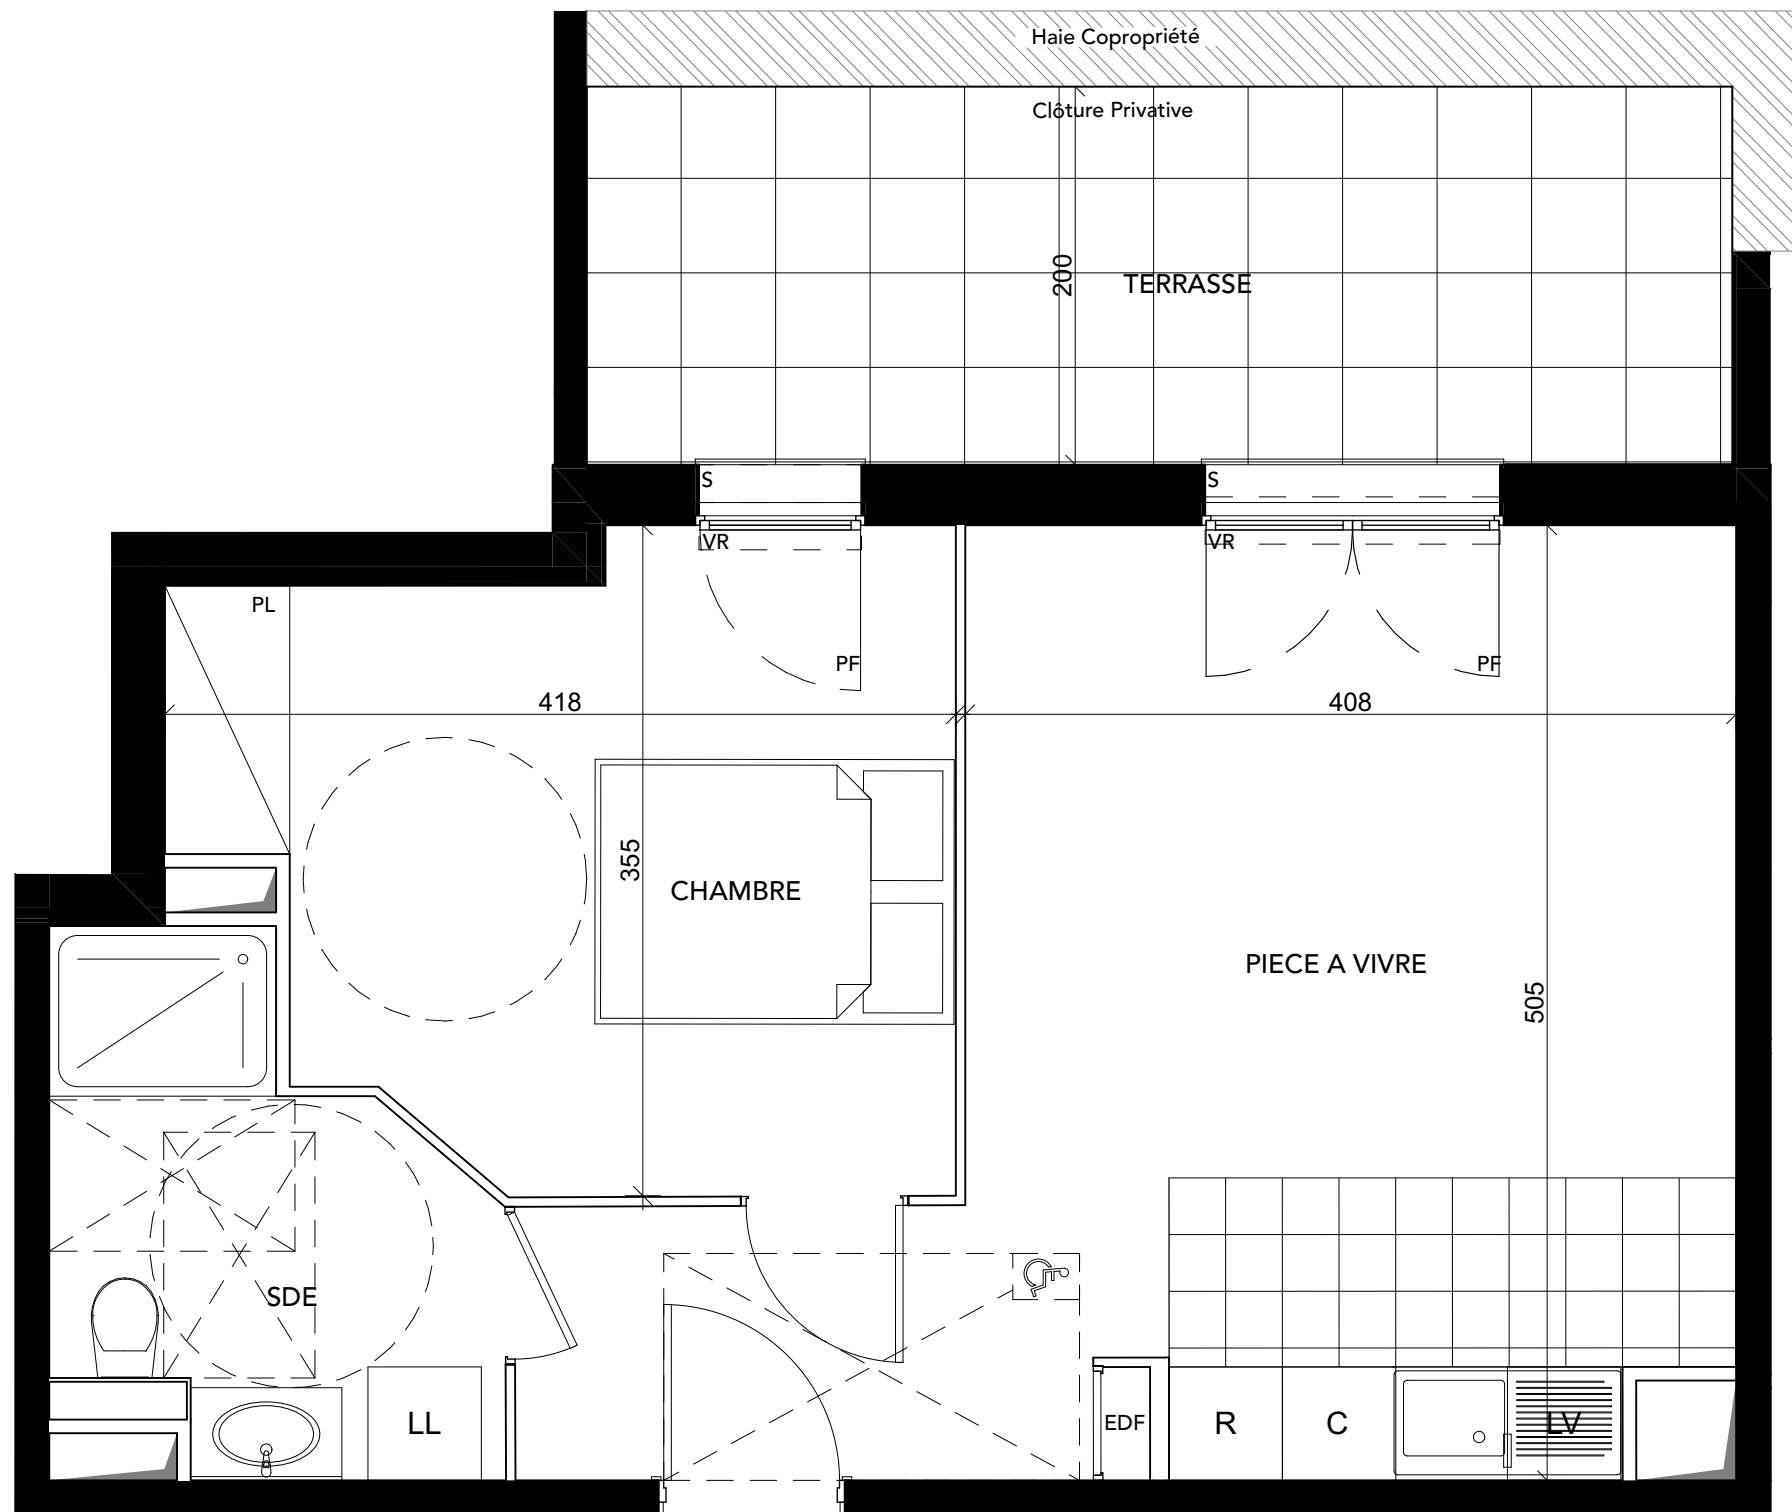 Haie Copropriété
Clôture Privative
200
TERRASSE
S
S
VR
VR
PL
PF
PF
418
408
355
CHAMBRE
PIECE A VIVRE
505
SDE
LL
EDF
R
C
LV